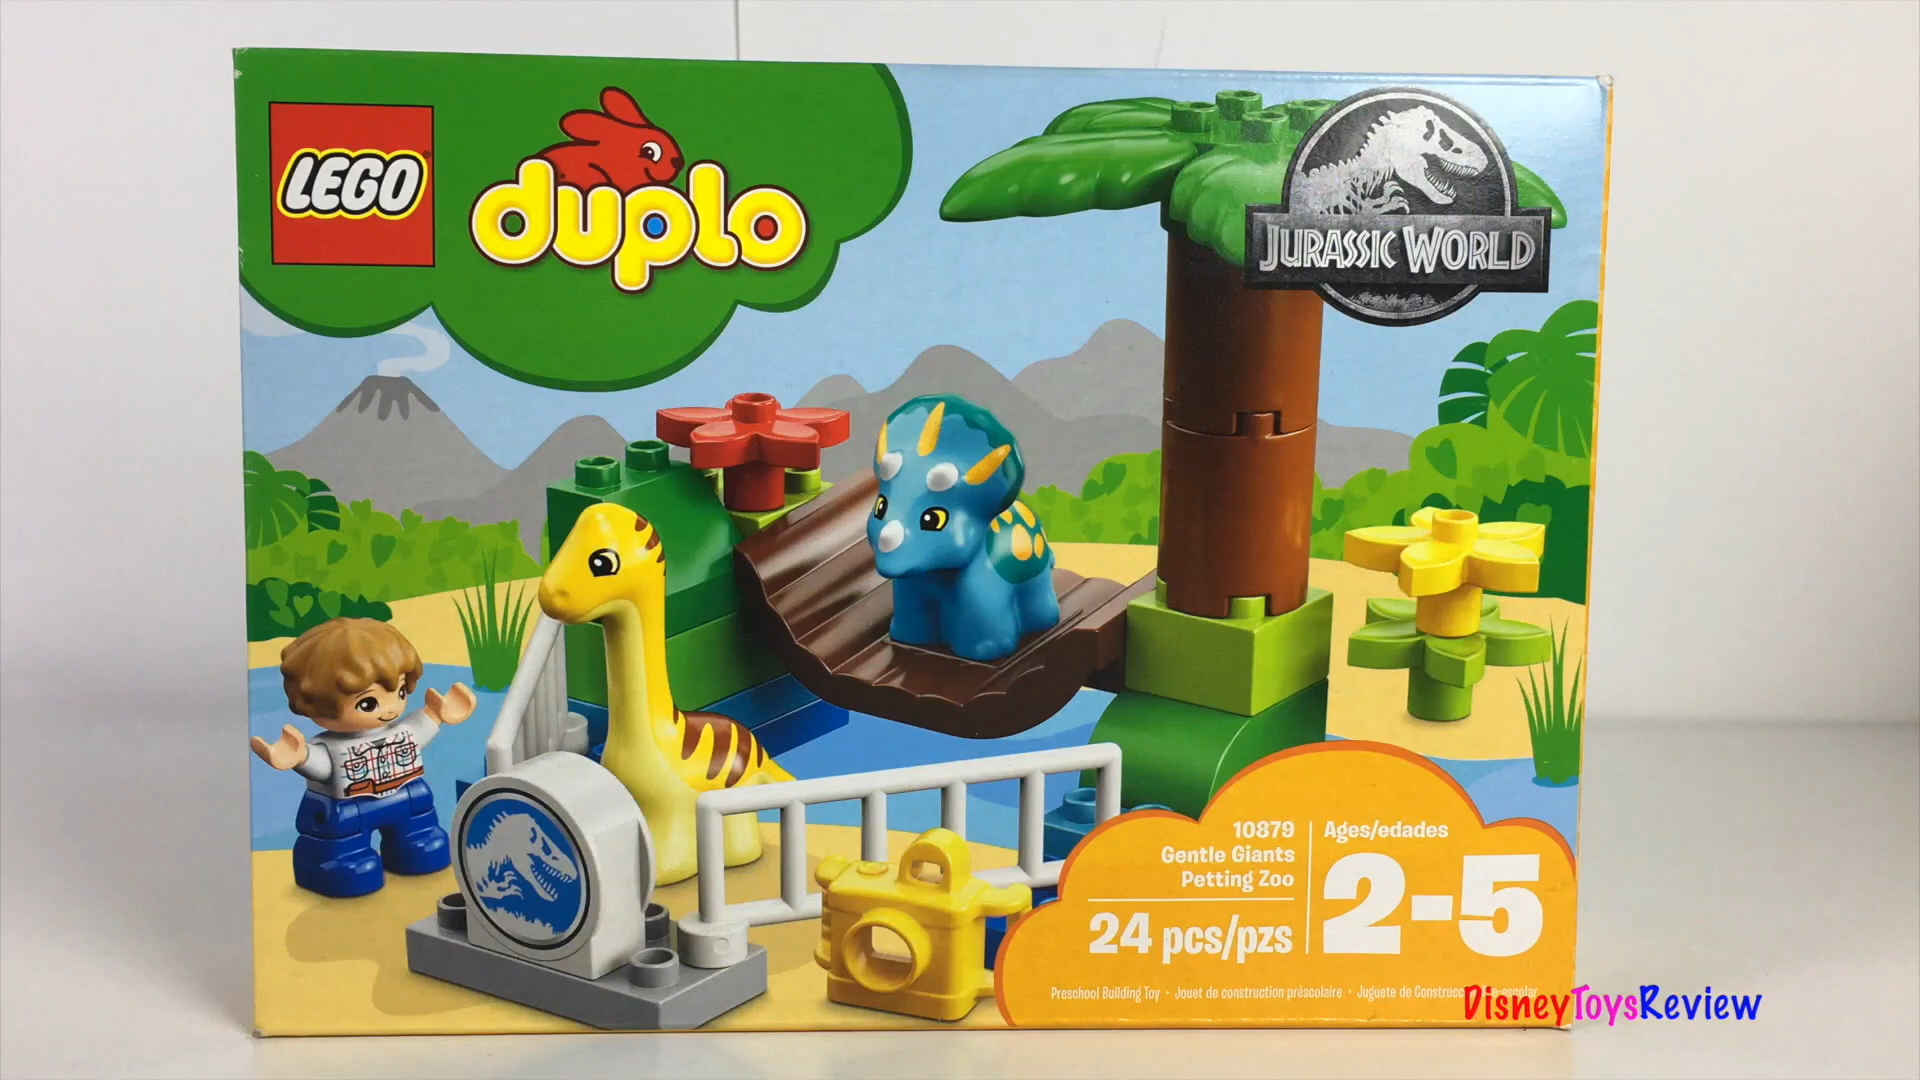 LEGO
duplo
JURASSIC WORLD
10879
Gentle Giants
Petting Zoo
24 pcs/pzs
Ages/edades
2-5
Preschool Building Toy • Jouet de construction préscolaire • Juguete de
DisneyToysReview